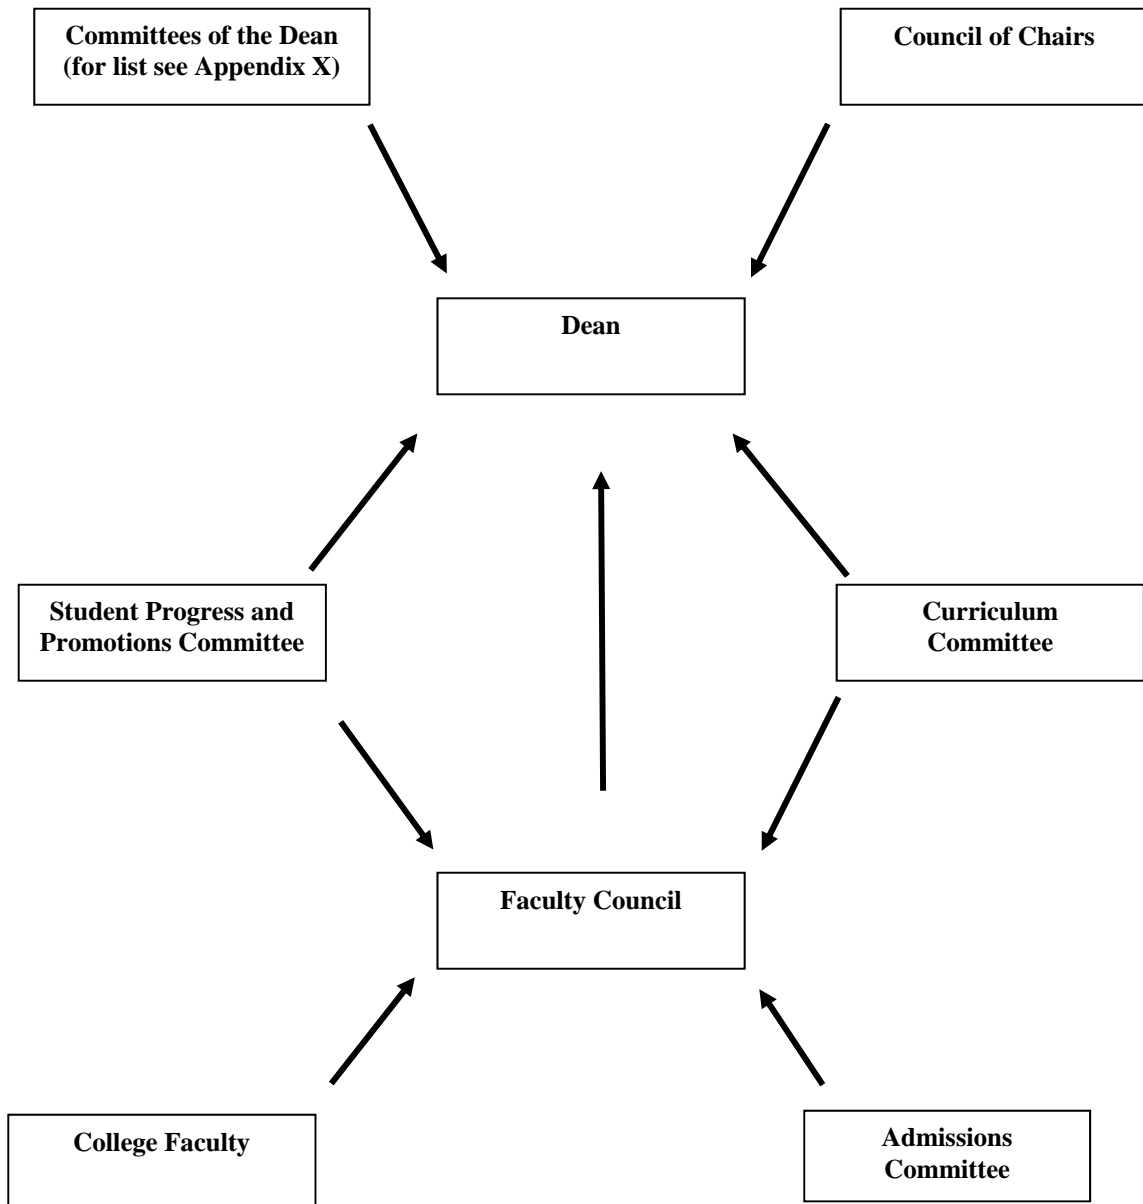 Committees of the Dean
(for list see Appendix X)
Council of Chairs
Dean
Student Progress and
Promotions Committee
Curriculum
Committee
Faculty Council
College Faculty
Admissions
Committee